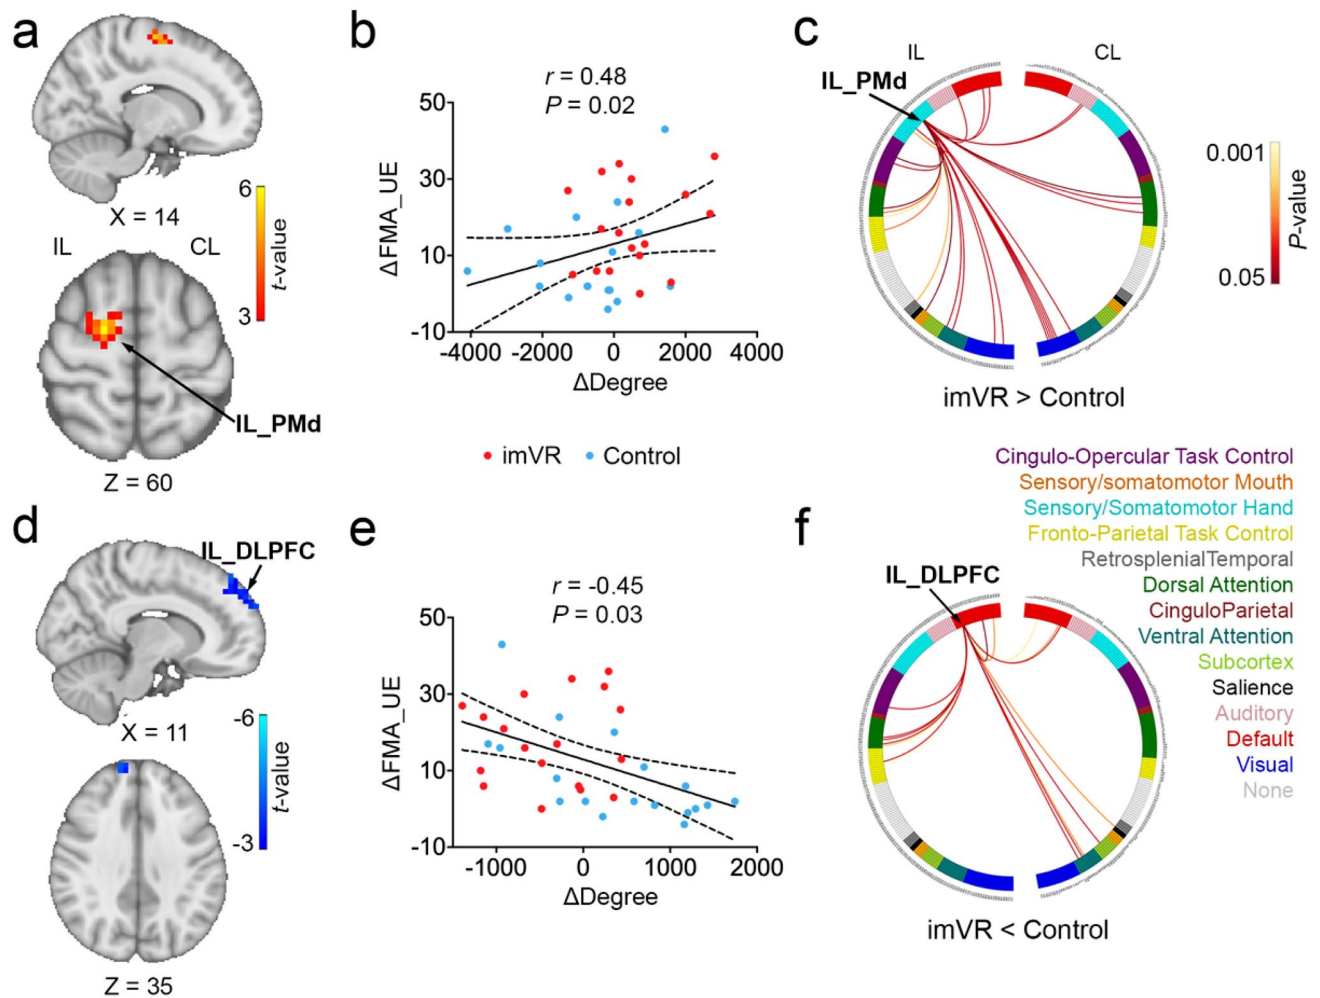 a
X = 14
6
t-value
3
IL
CL
IL_PMd
Z = 60
b
r = 0.48
P = 0.02
ΔFMA_UE
50
30
10
-10
-4000 -2000 0 2000 4000
ΔDegree
imVR Control
c
IL
CL
IL_PMd
0.001
P-value
0.05
imVR > Control
d
IL_DLPFC
X = 11
-6
t-value
-3
Z = 35
e
r = -0.45
P = 0.03
ΔFMA_UE
50
30
10
-10
-1000 0 1000 2000
ΔDegree
f
IL_DLPFC
imVR < Control
Cingulo-Opercular Task Control
Sensory/somatomotor Mouth
Sensory/Somatomotor Hand
Fronto-Parietal Task Control
RetrosplenialTemporal
Dorsal Attention
CinguloParietal
Ventral Attention
Subcortex
Salience
Auditory
Default
Visual
None